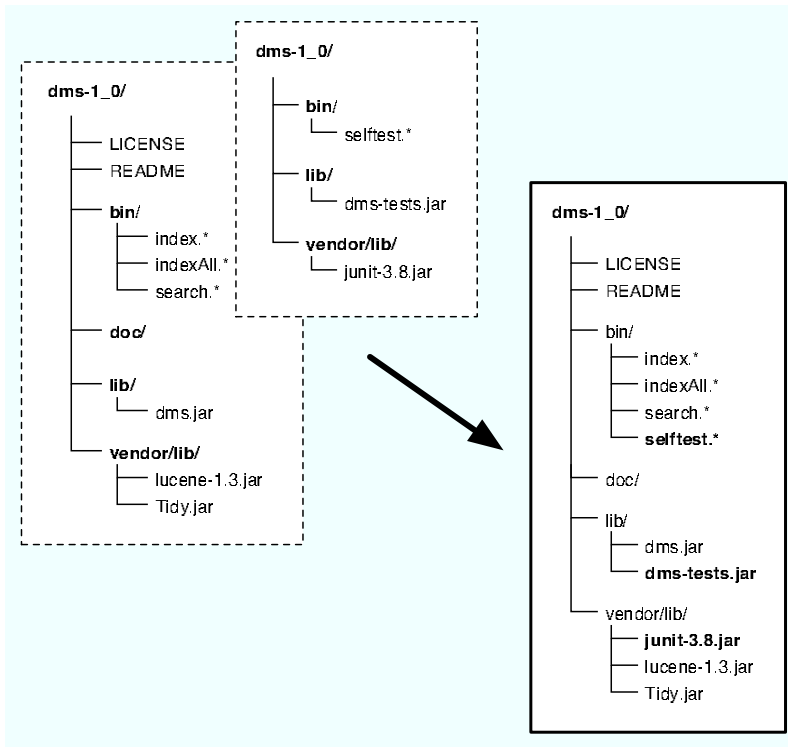 dms-1_0/
LICENSE
README
bin/
index.*
indexAll.*
search.*
doc/
lib/
dms.jar
vendor/lib/
lucene-1.3.jar
Tidy.jar
dms-1_0/
bin/
selftest.*
lib/
dms-tests.jar
vendor/lib/
junit-3.8.jar
dms-1_0/
LICENSE
README
bin/
index.*
indexAll.*
search.*
selftest.*
doc/
lib/
dms.jar
dms-tests.jar
vendor/lib/
junit-3.8.jar
lucene-1.3.jar
Tidy.jar